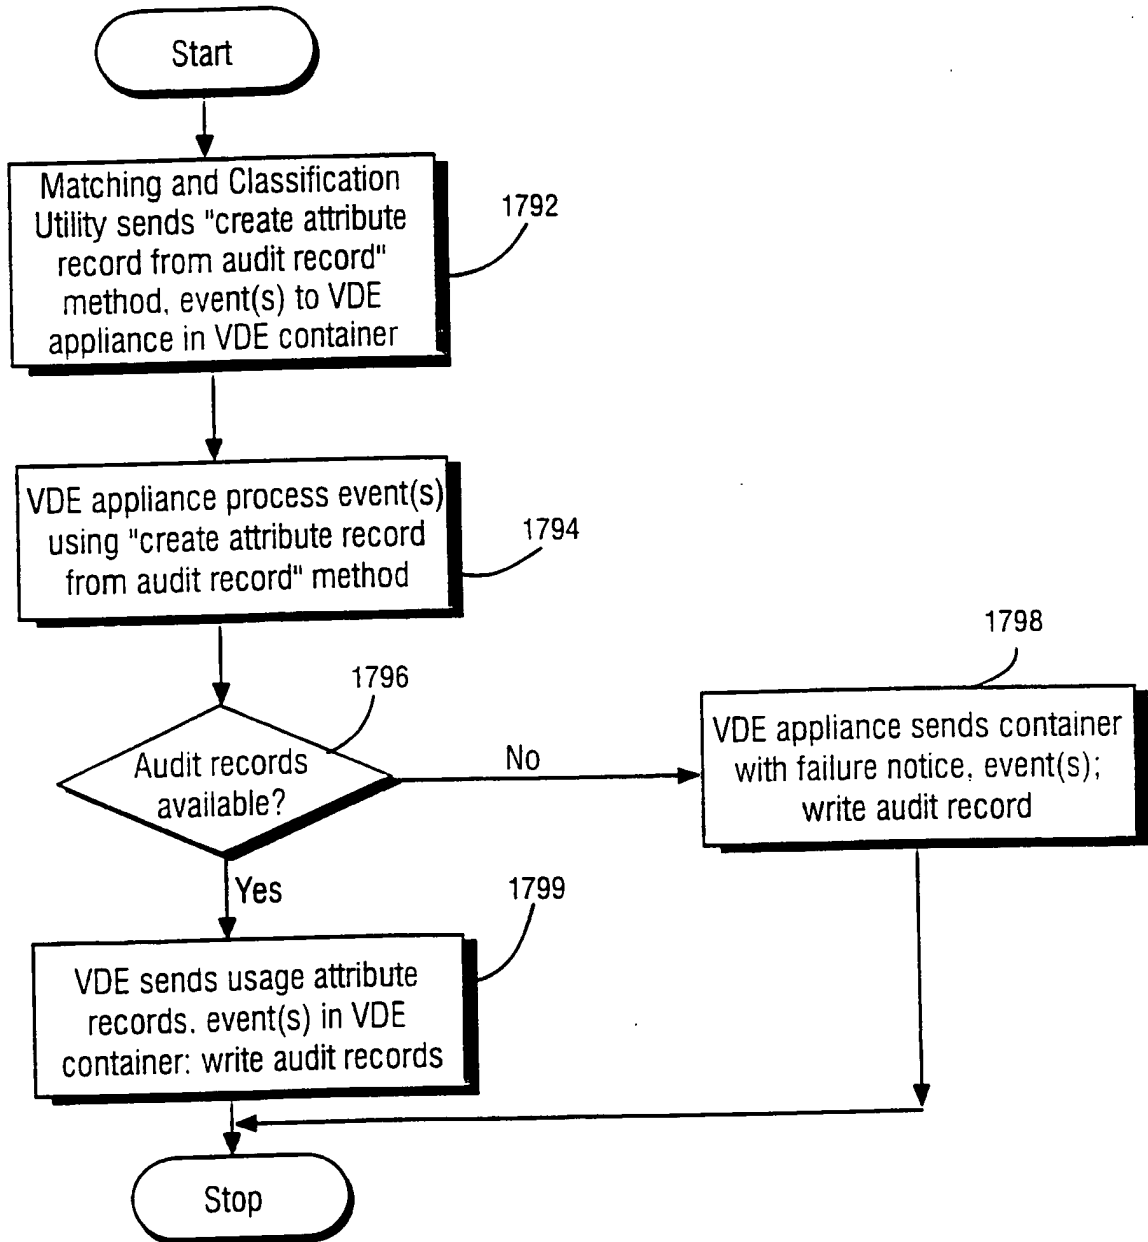 Start
Matching and Classification
Utility sends "create attribute
record from audit record"
method, event(s) to VDE
appliance in VDE container
1792
VDE appliance process event(s)
using "create attribute record
from audit record" method
1794
1796
Audit records
available?
No
Yes
1798
VDE appliance sends container
with failure notice, event(s);
write audit record
1799
VDE sends usage attribute
records, event(s) in VDE
container: write audit records
Stop